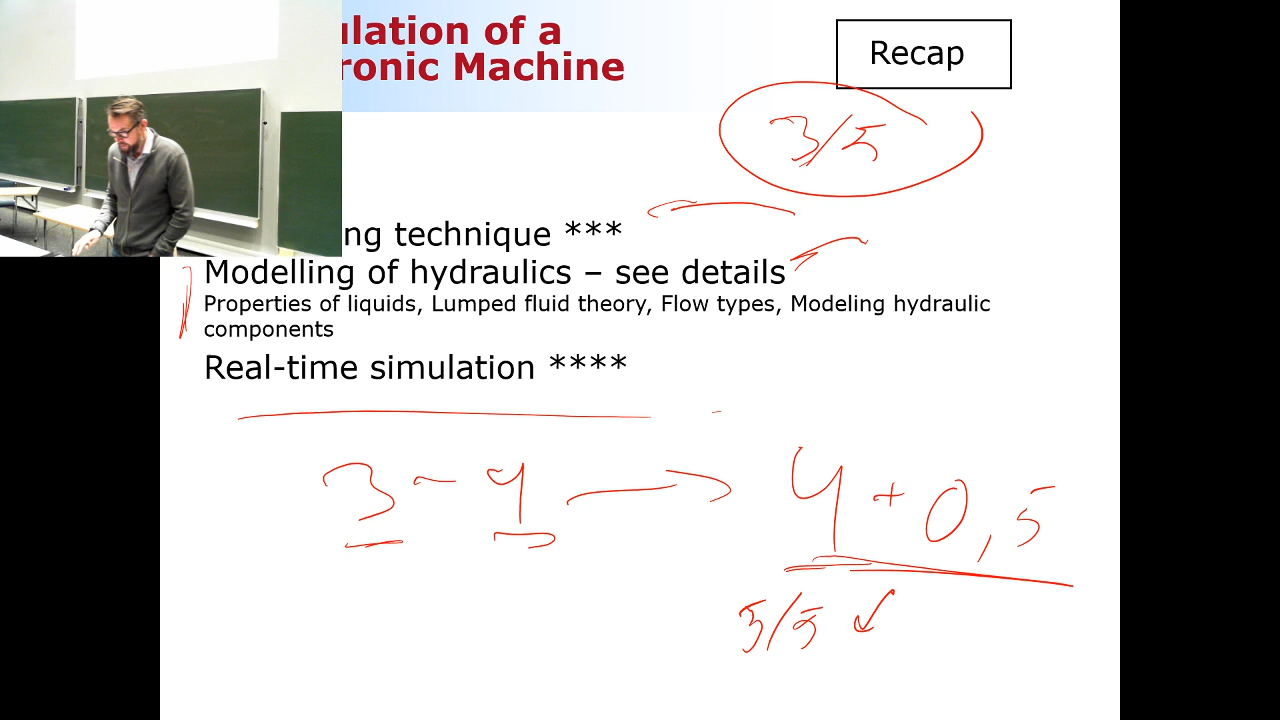 ulation of a
ronic Machine
Recap
3/5
ng technique ***
Modelling of hydraulics – see details
Properties of liquids, Lumped fluid theory, Flow types, Modeling hydraulic
components
Real-time simulation ****
3 ~ 4 → 4 + 0,5
5/5 ✓